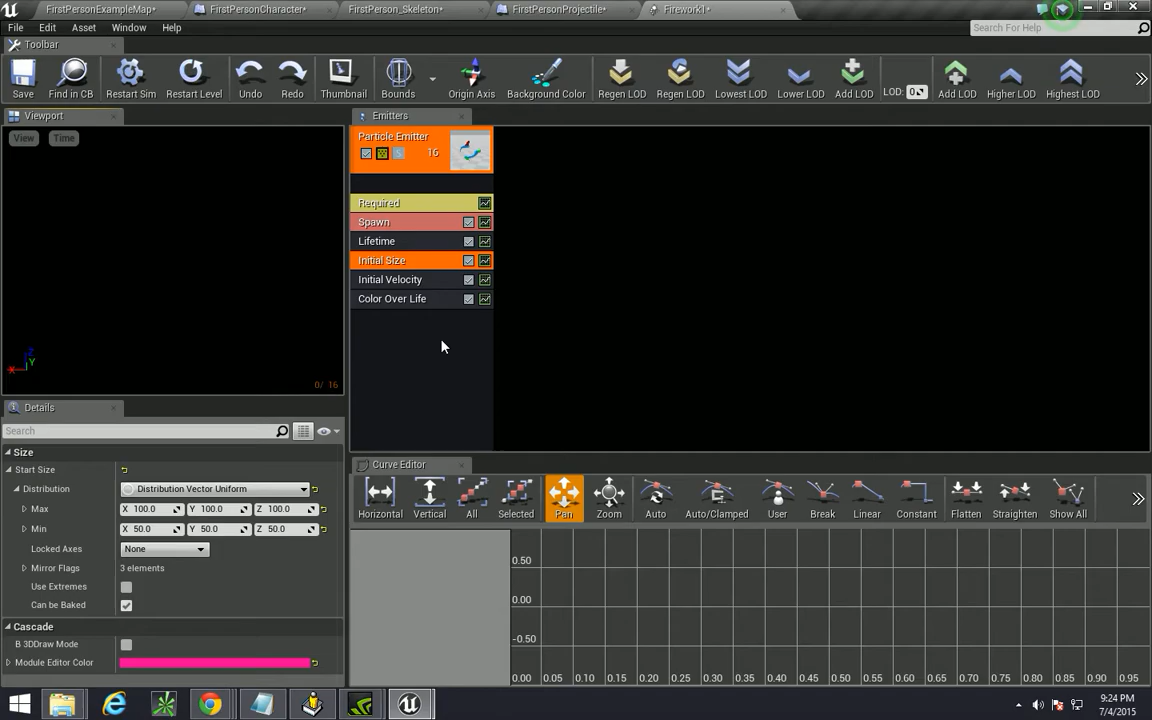 FirstPersonExampleMap* FirstPersonCharacter* FirstPerson_Skeleton* FirstPersonProjectile* Firework1*
File Edit Asset Window Help Search For Help
Toolbar
Save Find in CB Restart Sim Restart Level Undo Redo Thumbnail Bounds Origin Axis Background Color Regen LOD Regen LOD Lowest LOD Lower LOD Add LOD LOD: 0 Add LOD Higher LOD Highest LOD
Viewport Emitters
View Time
Particle Emitter
S 16
Required
Spawn
Lifetime
Initial Size
Initial Velocity
Color Over Life
Z
Y
X
0/ 16
Details
Search
Size
Start Size
Distribution Distribution Vector Uniform
Max X 100.0 Y 100.0 Z 100.0
Min X 50.0 Y 50.0 Z 50.0
Locked Axes None
Mirror Flags 3 elements
Use Extremes
Can be Baked
Cascade
B 3DDraw Mode
Module Editor Color
Curve Editor
Horizontal Vertical All Selected Pan Zoom Auto Auto/Clamped User Break Linear Constant Flatten Straighten Show All
0.50
0.00
-0.50
0.00 0.05 0.10 0.15 0.20 0.25 0.30 0.35 0.40 0.45 0.50 0.55 0.60 0.65 0.70 0.75 0.80 0.85 0.90 0.95
9:24 PM
7/4/2015